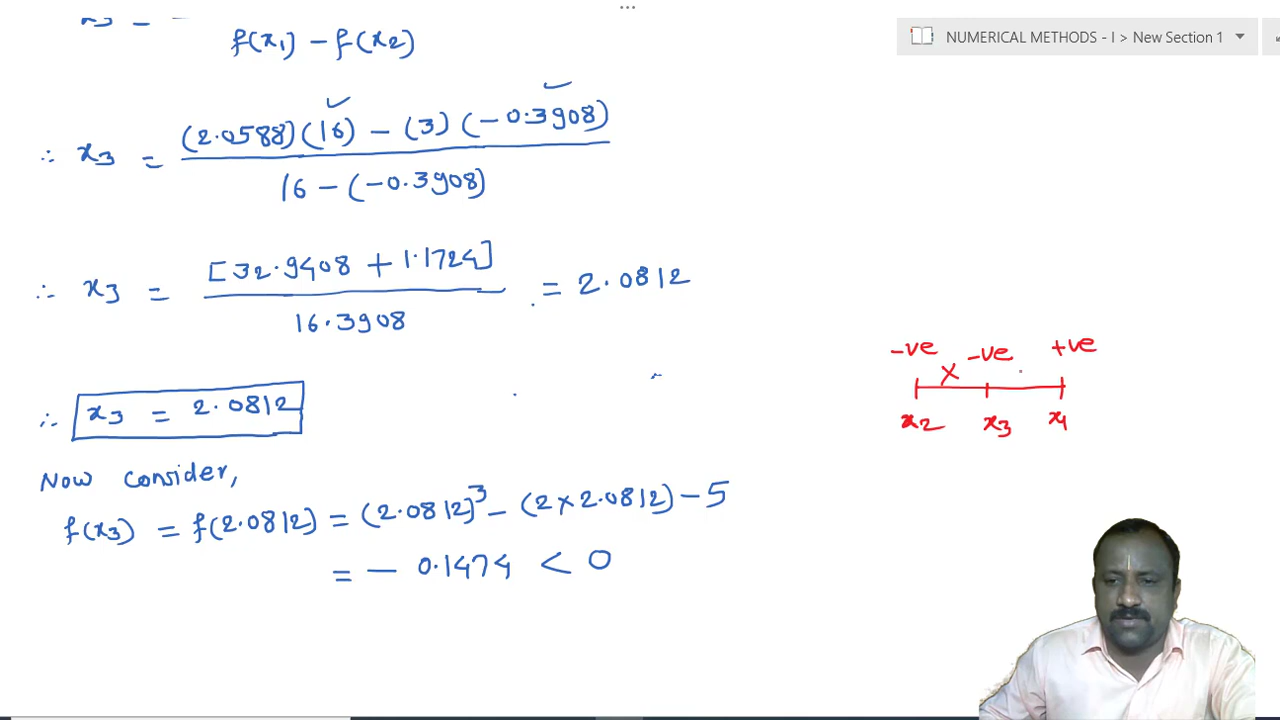 NUMERICAL METHODS - I > New Section 1
f(x1) - f(x2)
∴ x3 = (2.0588)(16) - (3)(-0.3908)
16 - (-0.3908)
∴ x3 = [32.9408 + 1.1724] = 2.0812
16.3908
-ve -ve +ve
x2 x3 x1
∴ x3 = 2.0812
Now consider,
f(x3) = f(2.0812) = (2.0812)³ - (2×2.0812) - 5
= - 0.1474 < 0